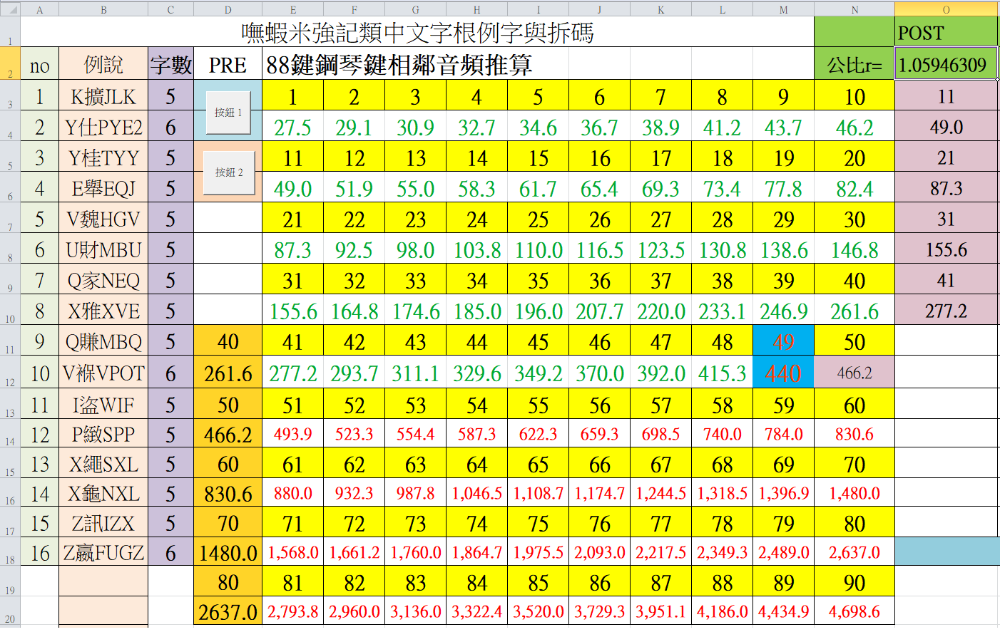 A B C D E F G H I J K L M N O
1 嘸蝦米強記類中文字根例字與拆碼 POST
2 no 例說 字數 PRE 88鍵鋼琴鍵相鄰音頻推算 公比r= 1.05946309
3 1 K擴JLK 5 按鈕 1 1 2 3 4 5 6 7 8 9 10 11
4 2 Y仕PYE2 6 27.5 29.1 30.9 32.7 34.6 36.7 38.9 41.2 43.7 46.2 49.0
5 3 Y桂TYY 5 按鈕 2 11 12 13 14 15 16 17 18 19 20 21
6 4 E舉EQJ 5 49.0 51.9 55.0 58.3 61.7 65.4 69.3 73.4 77.8 82.4 87.3
7 5 V魏HGV 5 21 22 23 24 25 26 27 28 29 30 31
8 6 U財MBU 5 87.3 92.5 98.0 103.8 110.0 116.5 123.5 130.8 138.6 146.8 155.6
9 7 Q家NEQ 5 31 32 33 34 35 36 37 38 39 40 41
10 8 X雅XVE 5 155.6 164.8 174.6 185.0 196.0 207.7 220.0 233.1 246.9 261.6 277.2
11 9 Q賺MBQ 5 40 41 42 43 44 45 46 47 48 49 50
12 10 V褓VPOT 6 261.6 277.2 293.7 311.1 329.6 349.2 370.0 392.0 415.3 440 466.2
13 11 I盜WIF 5 50 51 52 53 54 55 56 57 58 59 60
14 12 P緻SPP 5 466.2 493.9 523.3 554.4 587.3 622.3 659.3 698.5 740.0 784.0 830.6
15 13 X繩SXL 5 60 61 62 63 64 65 66 67 68 69 70
16 14 X龜NXL 5 830.6 880.0 932.3 987.8 1,046.5 1,108.7 1,174.7 1,244.5 1,318.5 1,396.9 1,480.0
17 15 Z訊IZX 5 70 71 72 73 74 75 76 77 78 79 80
18 16 Z嬴FUGZ 6 1480.0 1,568.0 1,661.2 1,760.0 1,864.7 1,975.5 2,093.0 2,217.5 2,349.3 2,489.0 2,637.0
19 80 81 82 83 84 85 86 87 88 89 90
20 2637.0 2,793.8 2,960.0 3,136.0 3,322.4 3,520.0 3,729.3 3,951.1 4,186.0 4,434.9 4,698.6